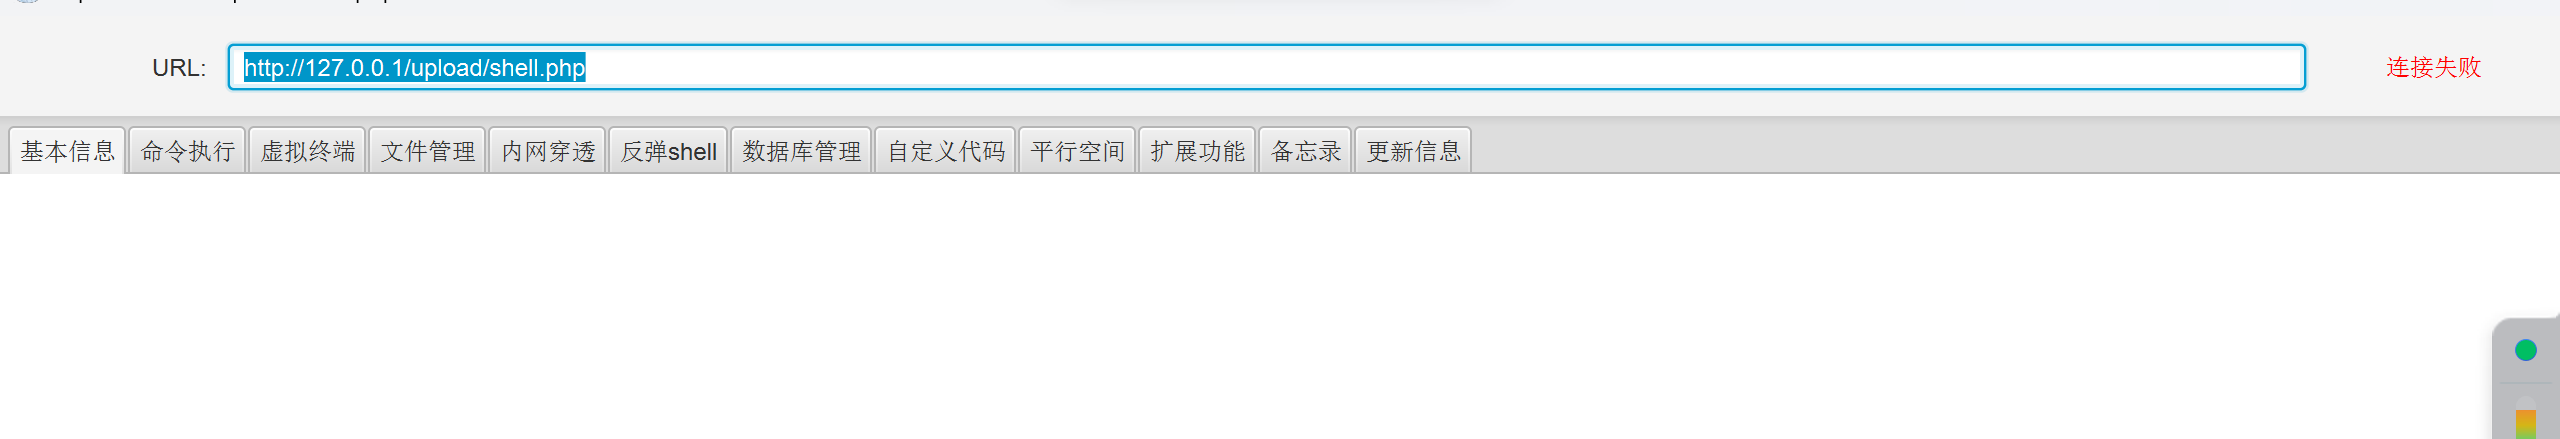 URL: http://127.0.0.1/upload/shell.php 连接失败
基本信息 命令执行 虚拟终端 文件管理 内网穿透 反弹shell 数据库管理 自定义代码 平行空间 扩展功能 备忘录 更新信息